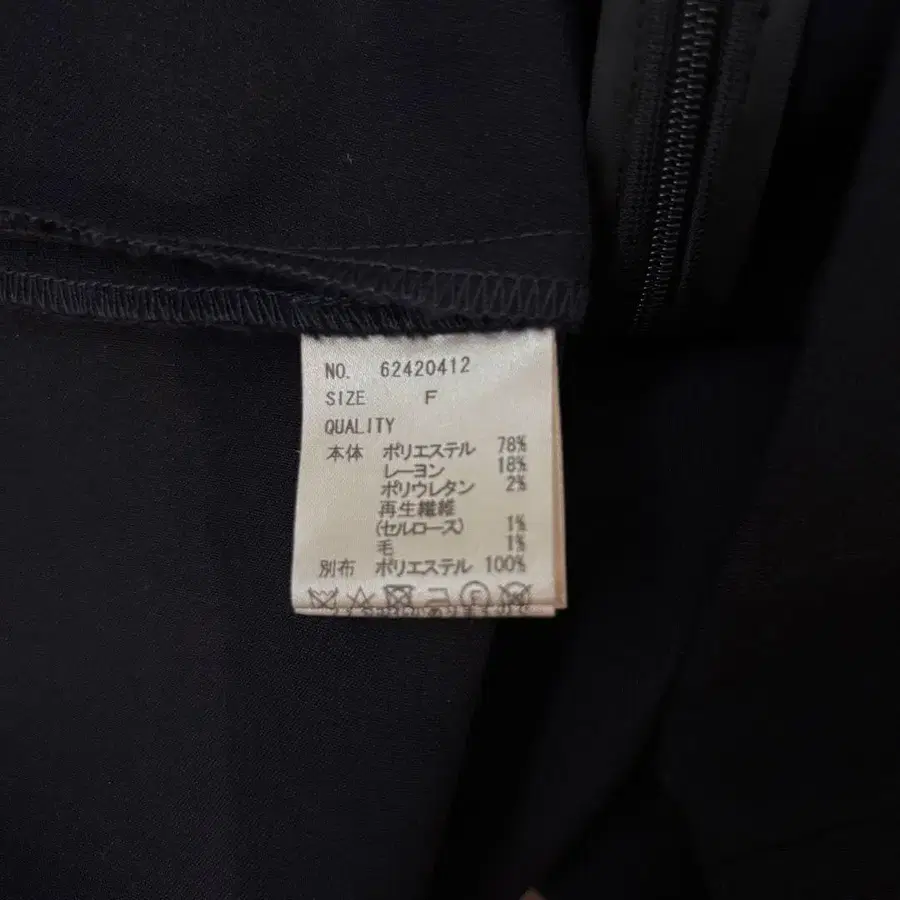 NO. 62420412
SIZE F
QUALITY
本体 ポリエステル 78%
レーヨン 18%
ポリウレタン 2%
再生繊維
(セルロース) 1%
毛 1%
別布 ポリエステル 100%